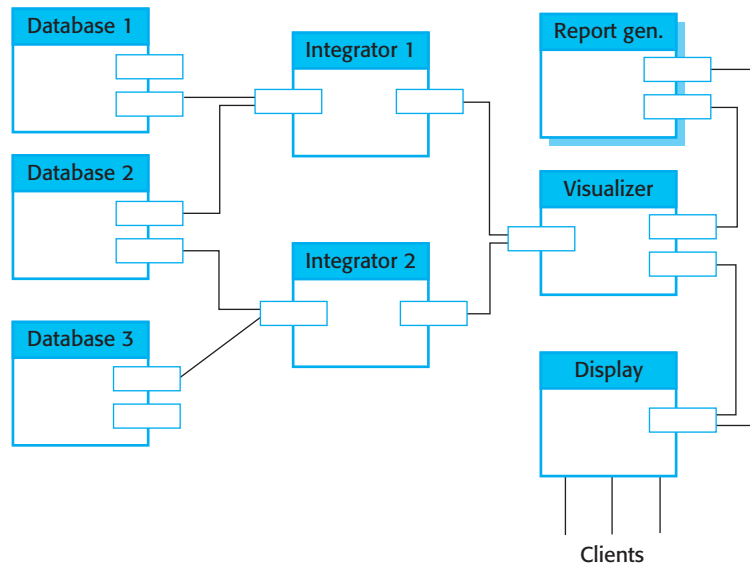 Database 1
Integrator 1
Report gen.
Database 2
Visualizer
Integrator 2
Database 3
Display
Clients